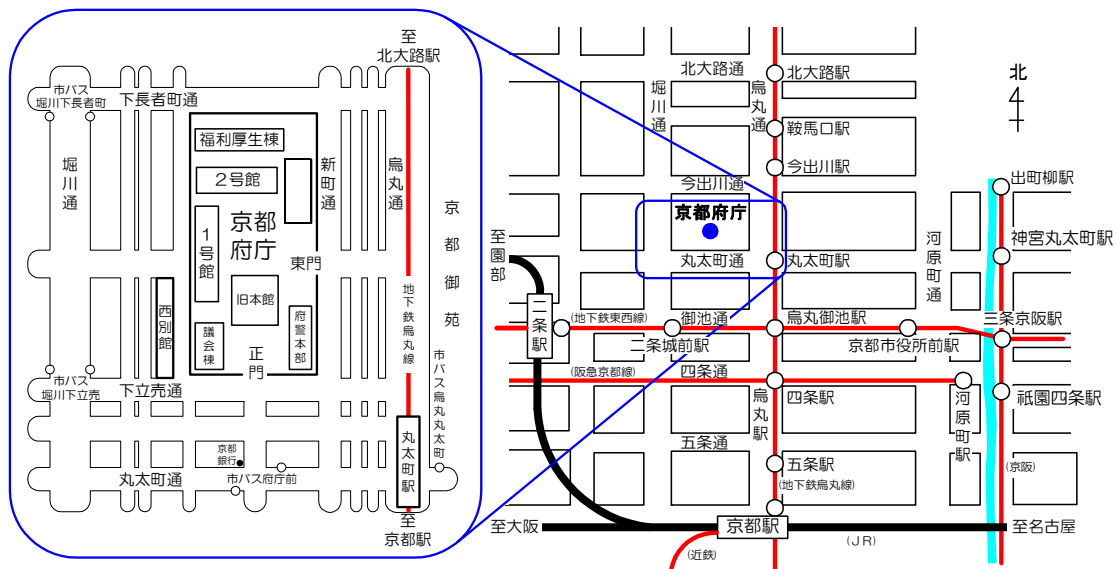 至
北大路駅
市バス
堀川下長者町
下長者町通
福利厚生棟
2号館
新町通
烏丸通
堀川通
京都
府庁
1号館
東門
京都御苑
地下鉄烏丸線
旧本館
西別館
議会棟
府警本部
正門
市バス
堀川下立売
下立売通
市バス烏丸丸太町
丸太町駅
京都
銀行
丸太町通
市バス府庁前
至
京都駅
北大路通
北大路駅
堀川通
烏丸通
北
鞍馬口駅
今出川駅
今出川通
出町柳駅
京都府庁
至園部
丸太町通
丸太町駅
河原町通
神宮丸太町駅
二条駅
(地下鉄東西線)
御池通
烏丸御池駅
三条京阪駅
二条城前駅
京都市役所前駅
(阪急京都線)
四条通
烏丸駅
四条駅
河原町駅
祇園四条駅
五条通
五条駅
(地下鉄烏丸線)
(京阪)
至大阪
京都駅
至名古屋
(JR)
(近鉄)